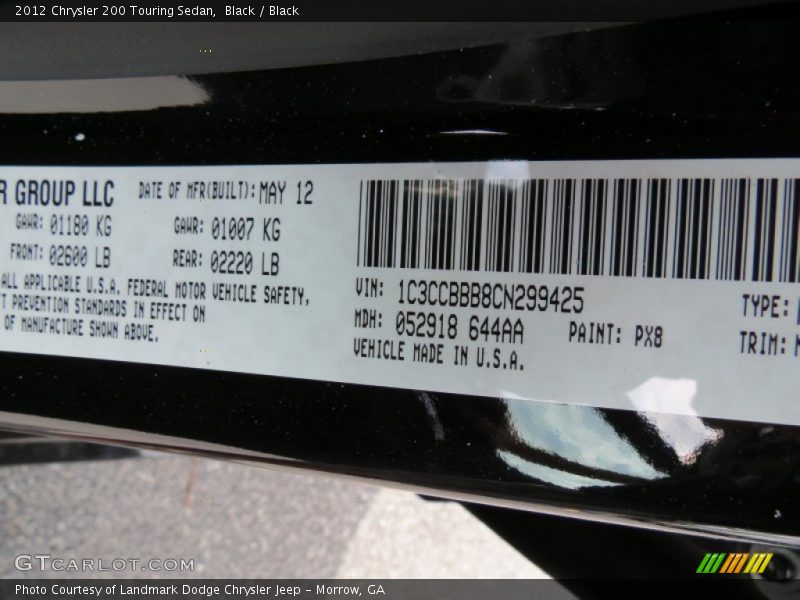 2012 Chrysler 200 Touring Sedan, Black / Black
R GROUP LLC
DATE OF MFR(BUILT): MAY 12
GAWR: 01180 KG
GAWR: 01007 KG
FRONT: 02600 LB
REAR: 02220 LB
ALL APPLICABLE U.S.A. FEDERAL MOTOR VEHICLE SAFETY,
T PREVENTION STANDARDS IN EFFECT ON
OF MANUFACTURE SHOWN ABOVE.
VIN: 1C3CCBBB8CN299425
TYPE:
MDH: 052918 644AA
PAINT: PX8
TRIM:
VEHICLE MADE IN U.S.A.
GTCARLOT.COM
Photo Courtesy of Landmark Dodge Chrysler Jeep - Morrow, GA